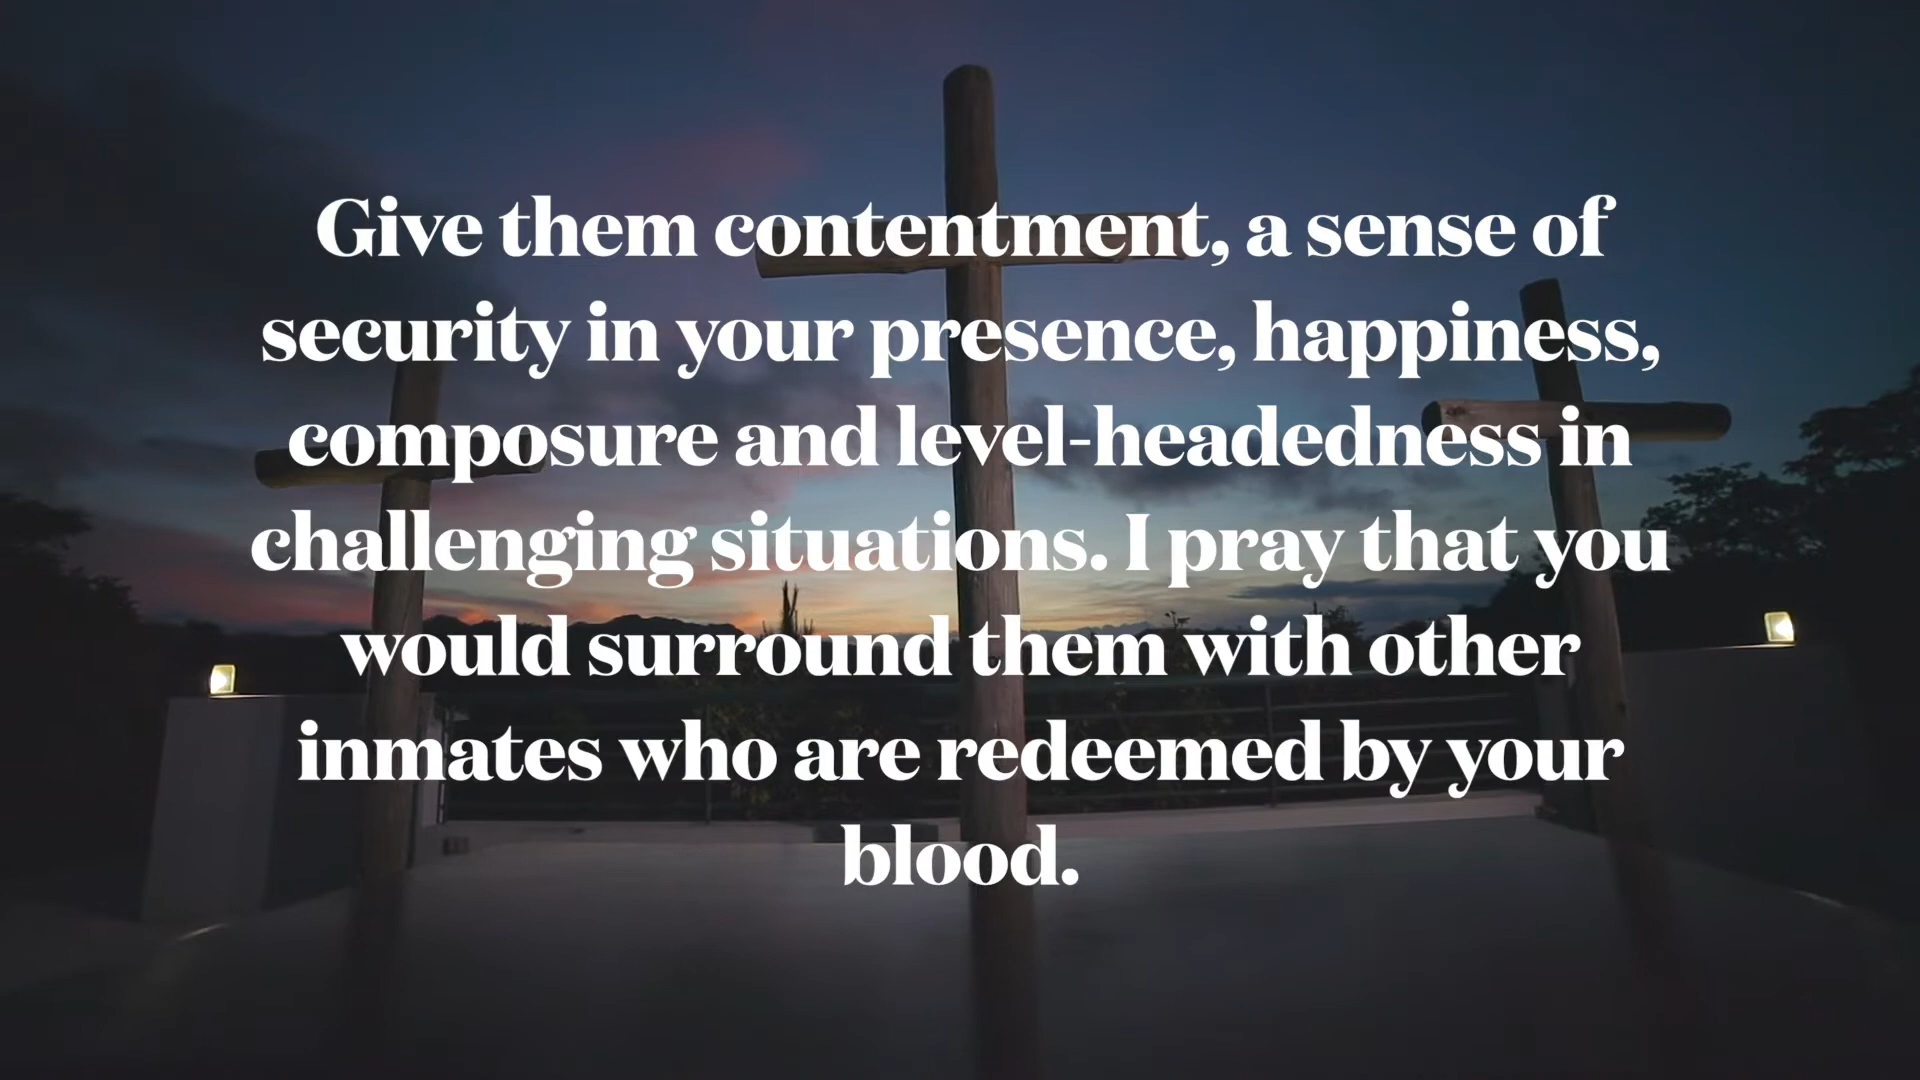 Give them contentment, a sense of
security in your presence, happiness,
composure and level-headedness in
challenging situations. I pray that you
would surround them with other
inmates who are redeemed by your
blood.